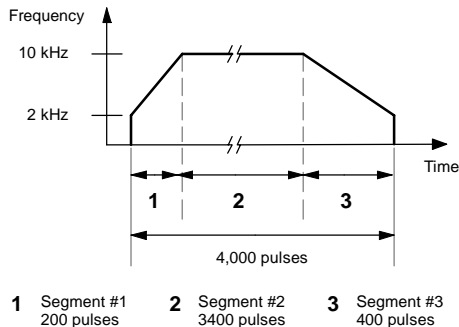 Frequency
10 kHz
2 kHz
Time
1 2 3
4,000 pulses
1 Segment #1 200 pulses
2 Segment #2 3400 pulses
3 Segment #3 400 pulses